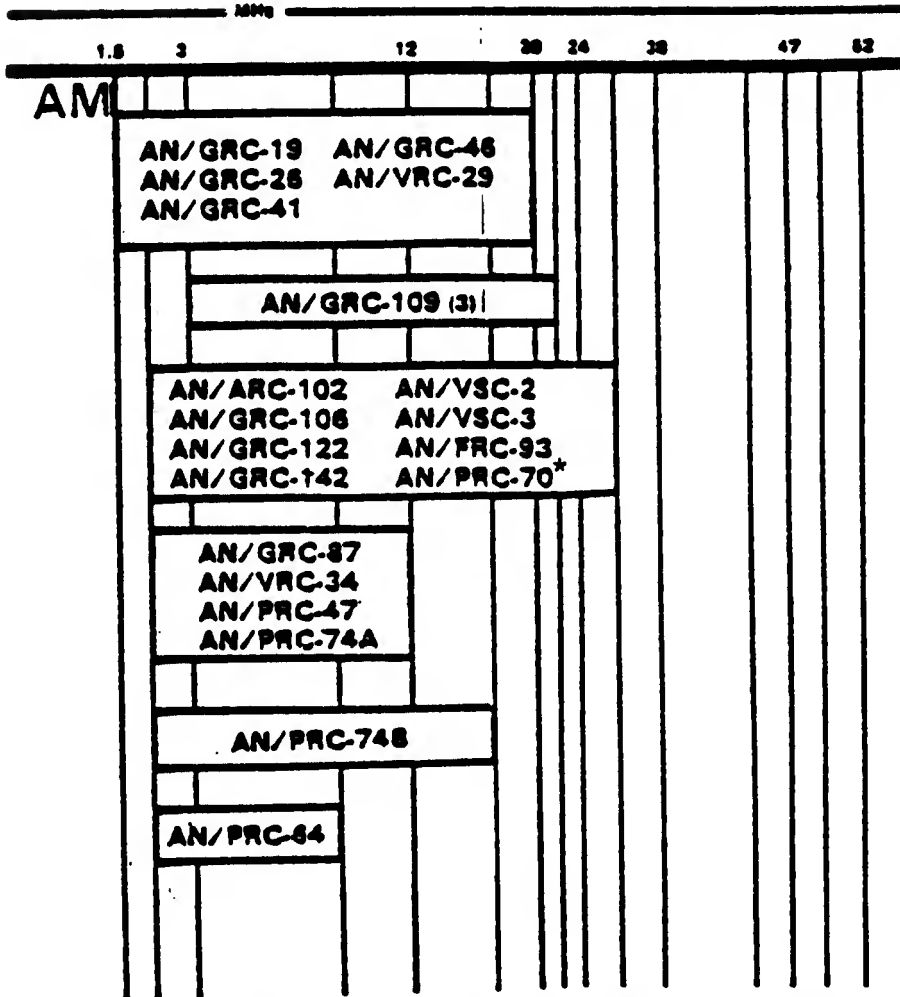 MHz
1.5 3 12 20 24 38 47 52
AM
AN/GRC-19 AN/GRC-46
AN/GRC-26 AN/VRC-29
AN/GRC-41
AN/GRC-109 (3)
AN/ARC-102 AN/VSC-2
AN/GRC-106 AN/VSC-3
AN/GRC-122 AN/FRC-93
AN/GRC-142 AN/PRC-70*
AN/GRC-87
AN/VRC-34
AN/PRC-47
AN/PRC-74A
AN/PRC-74B
AN/PRC-64